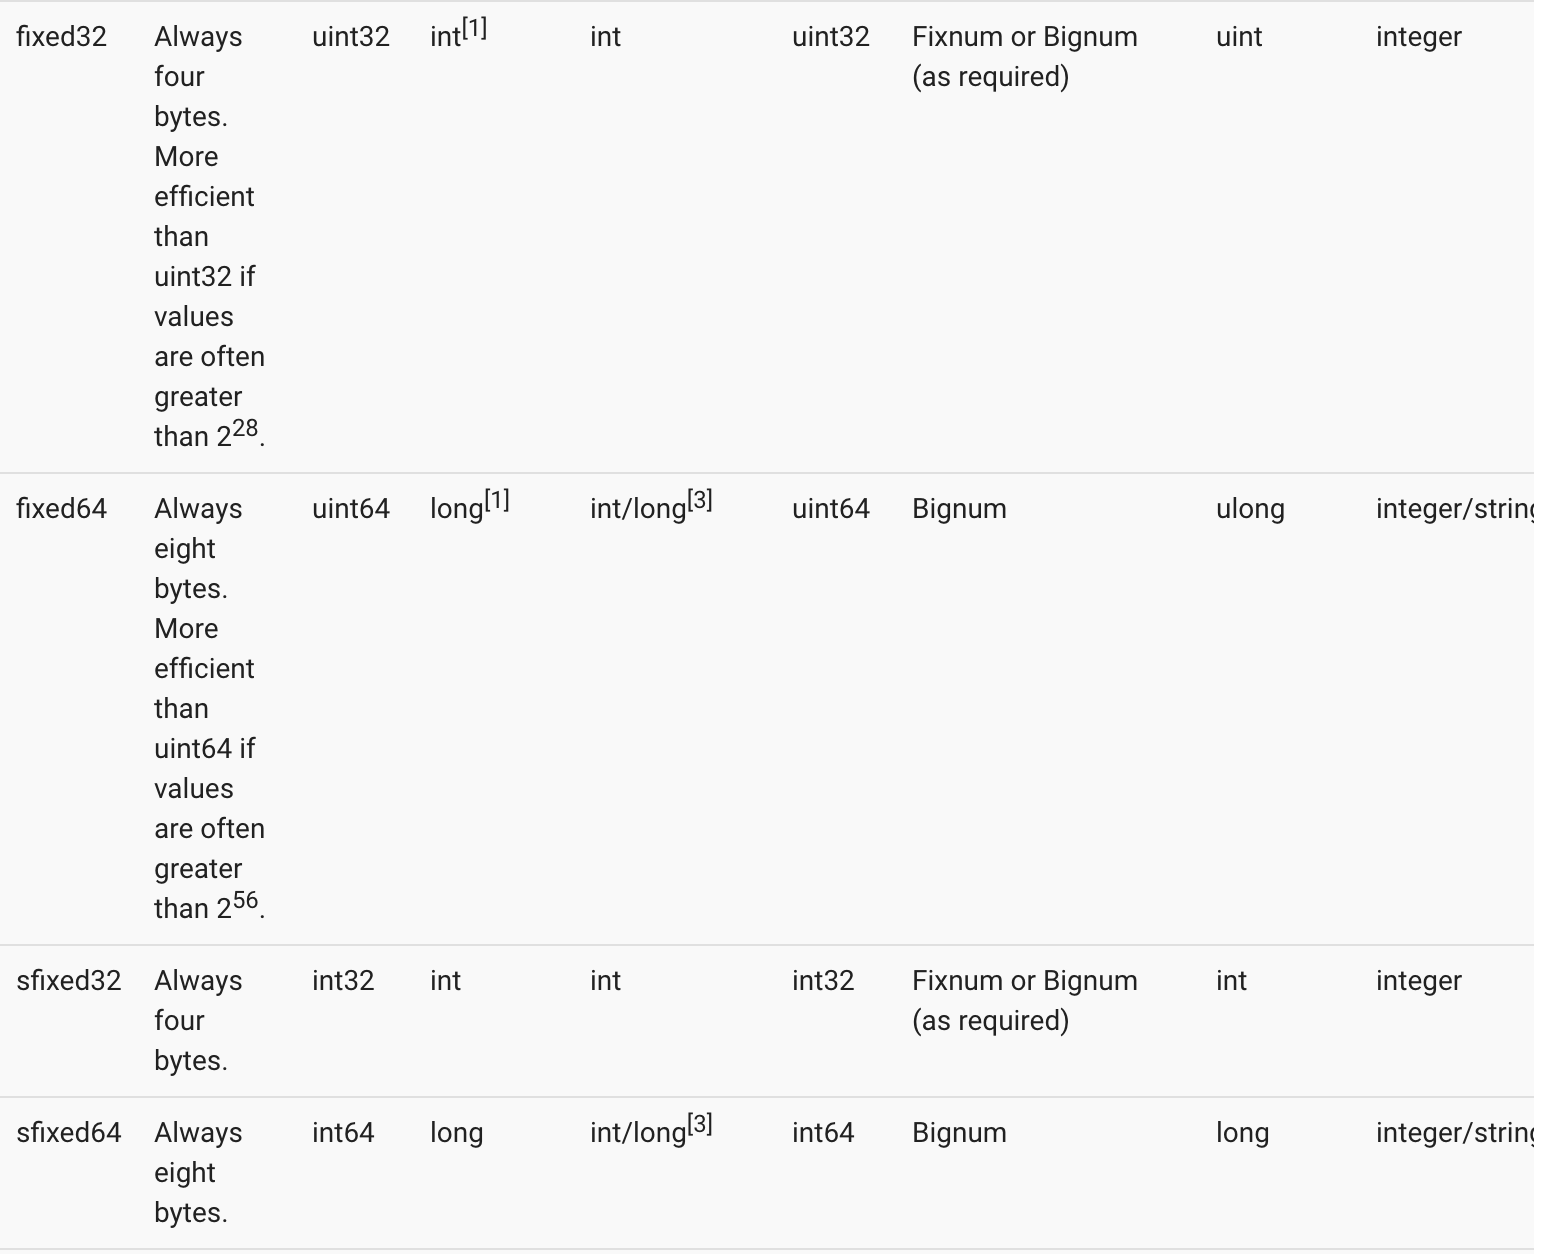 fixed32 Always uint32 int[1] int uint32 Fixnum or Bignum uint integer
four (as required)
bytes.
More
efficient
than
uint32 if
values
are often
greater
than 2^28.
fixed64 Always uint64 long[1] int/long[3] uint64 Bignum ulong integer/string
eight
bytes.
More
efficient
than
uint64 if
values
are often
greater
than 2^56.
sfixed32 Always int32 int int int32 Fixnum or Bignum int integer
four (as required)
bytes.
sfixed64 Always int64 long int/long[3] int64 Bignum long integer/string
eight
bytes.